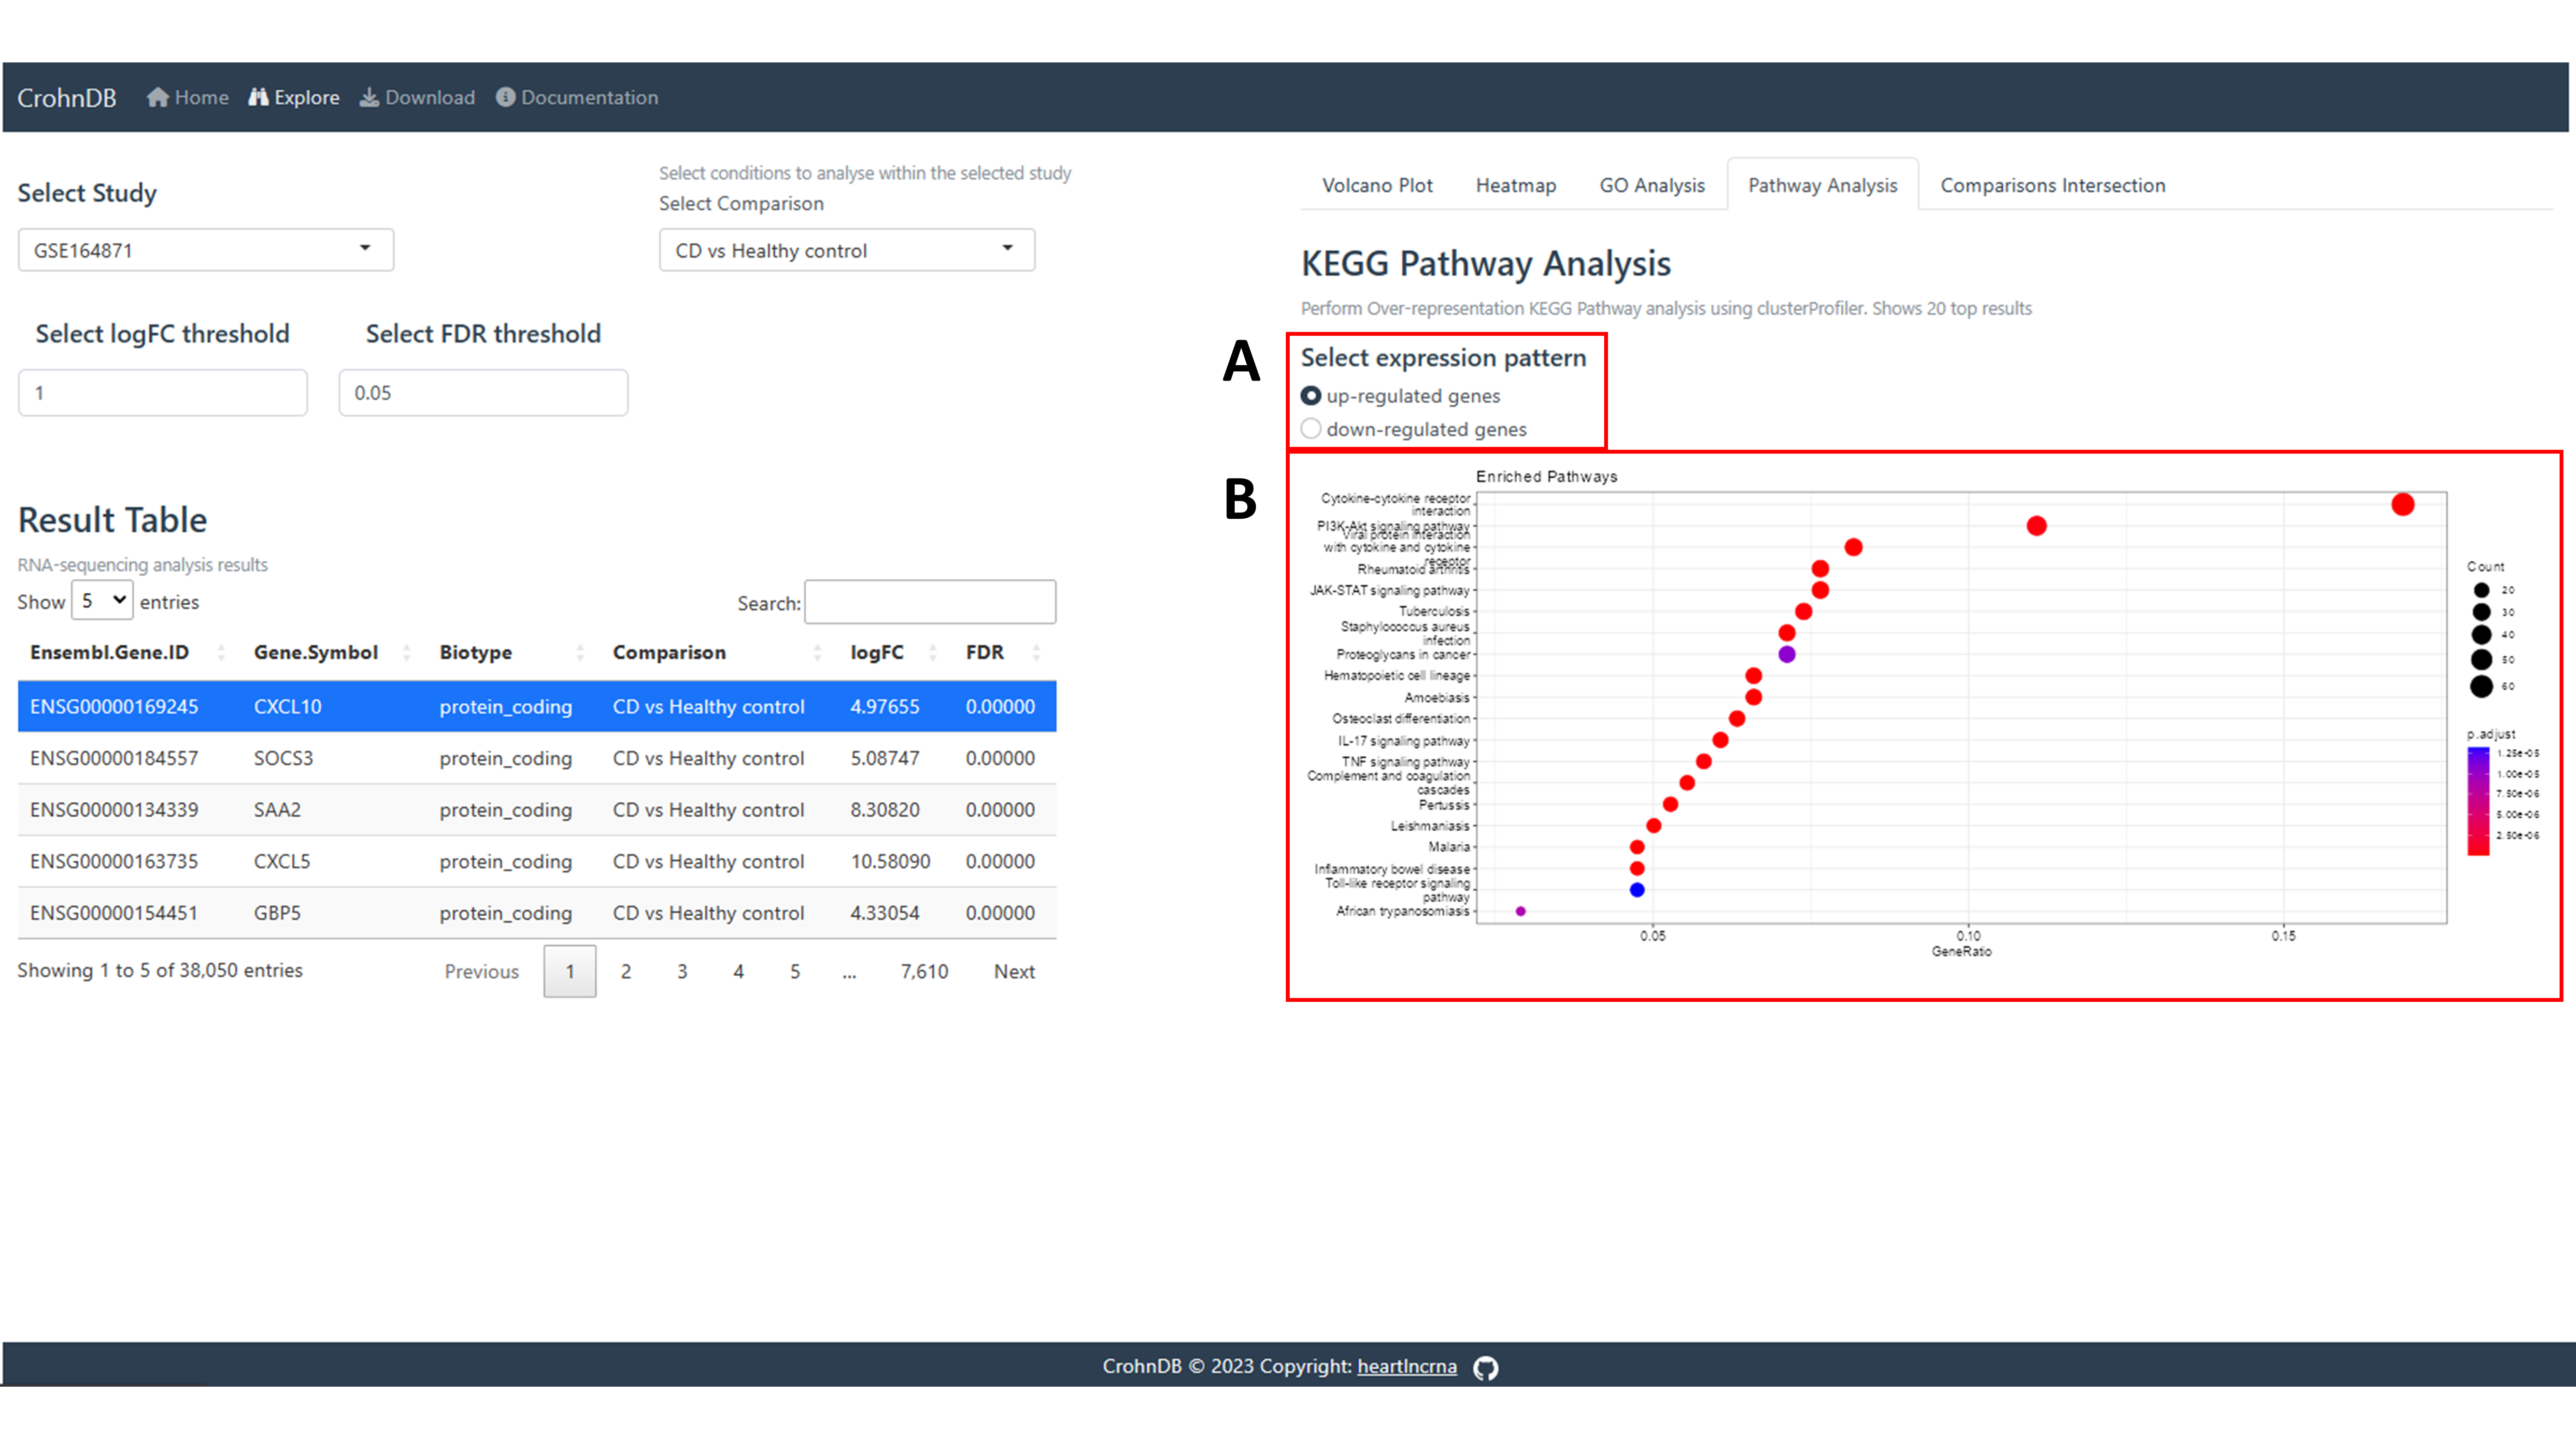 CrohnDB Home Explore Download Documentation
Select Study
GSE164871
Select conditions to analyse within the selected study
Select Comparison
CD vs Healthy control
Select logFC threshold
1
Select FDR threshold
0.05
Result Table
RNA-sequencing analysis results
Show 5 entries
Search:
Ensembl.Gene.ID Gene.Symbol Biotype Comparison logFC FDR
ENSG00000169245 CXCL10 protein_coding CD vs Healthy control 4.97655 0.00000
ENSG00000184557 SOCS3 protein_coding CD vs Healthy control 5.08747 0.00000
ENSG00000134339 SAA2 protein_coding CD vs Healthy control 8.30820 0.00000
ENSG00000163735 CXCL5 protein_coding CD vs Healthy control 10.58090 0.00000
ENSG00000154451 GBP5 protein_coding CD vs Healthy control 4.33054 0.00000
Showing 1 to 5 of 38,050 entries
Previous 1 2 3 4 5 ... 7,610 Next
Volcano Plot Heatmap GO Analysis Pathway Analysis Comparisons Intersection
KEGG Pathway Analysis
Perform Over-representation KEGG Pathway analysis using clusterProfiler. Shows 20 top results
A
Select expression pattern
up-regulated genes
down-regulated genes
B
Enriched Pathways
Cytokine-cytokine receptor
interaction
PI3K-Akt signaling pathway
Viral protein interaction
with cytokine and cytokine
receptor
Rheumatoid arthritis
JAK-STAT signaling pathway
Tuberculosis
Staphylococcus aureus
infection
Proteoglycans in cancer
Hematopoietic cell lineage
Amoebiasis
Osteoclast differentiation
IL-17 signaling pathway
TNF signaling pathway
Complement and coagulation
cascades
Pertussis
Leishmaniasis
Malaria
Inflammatory bowel disease
Toll-like receptor signaling
pathway
African trypanosomiasis
0.05 0.10 0.15
GeneRatio
Count
20
30
40
50
60
p.adjust
1.25e-05
1.00e-05
7.50e-06
5.00e-06
2.50e-06
CrohnDB © 2023 Copyright: heartlncrna